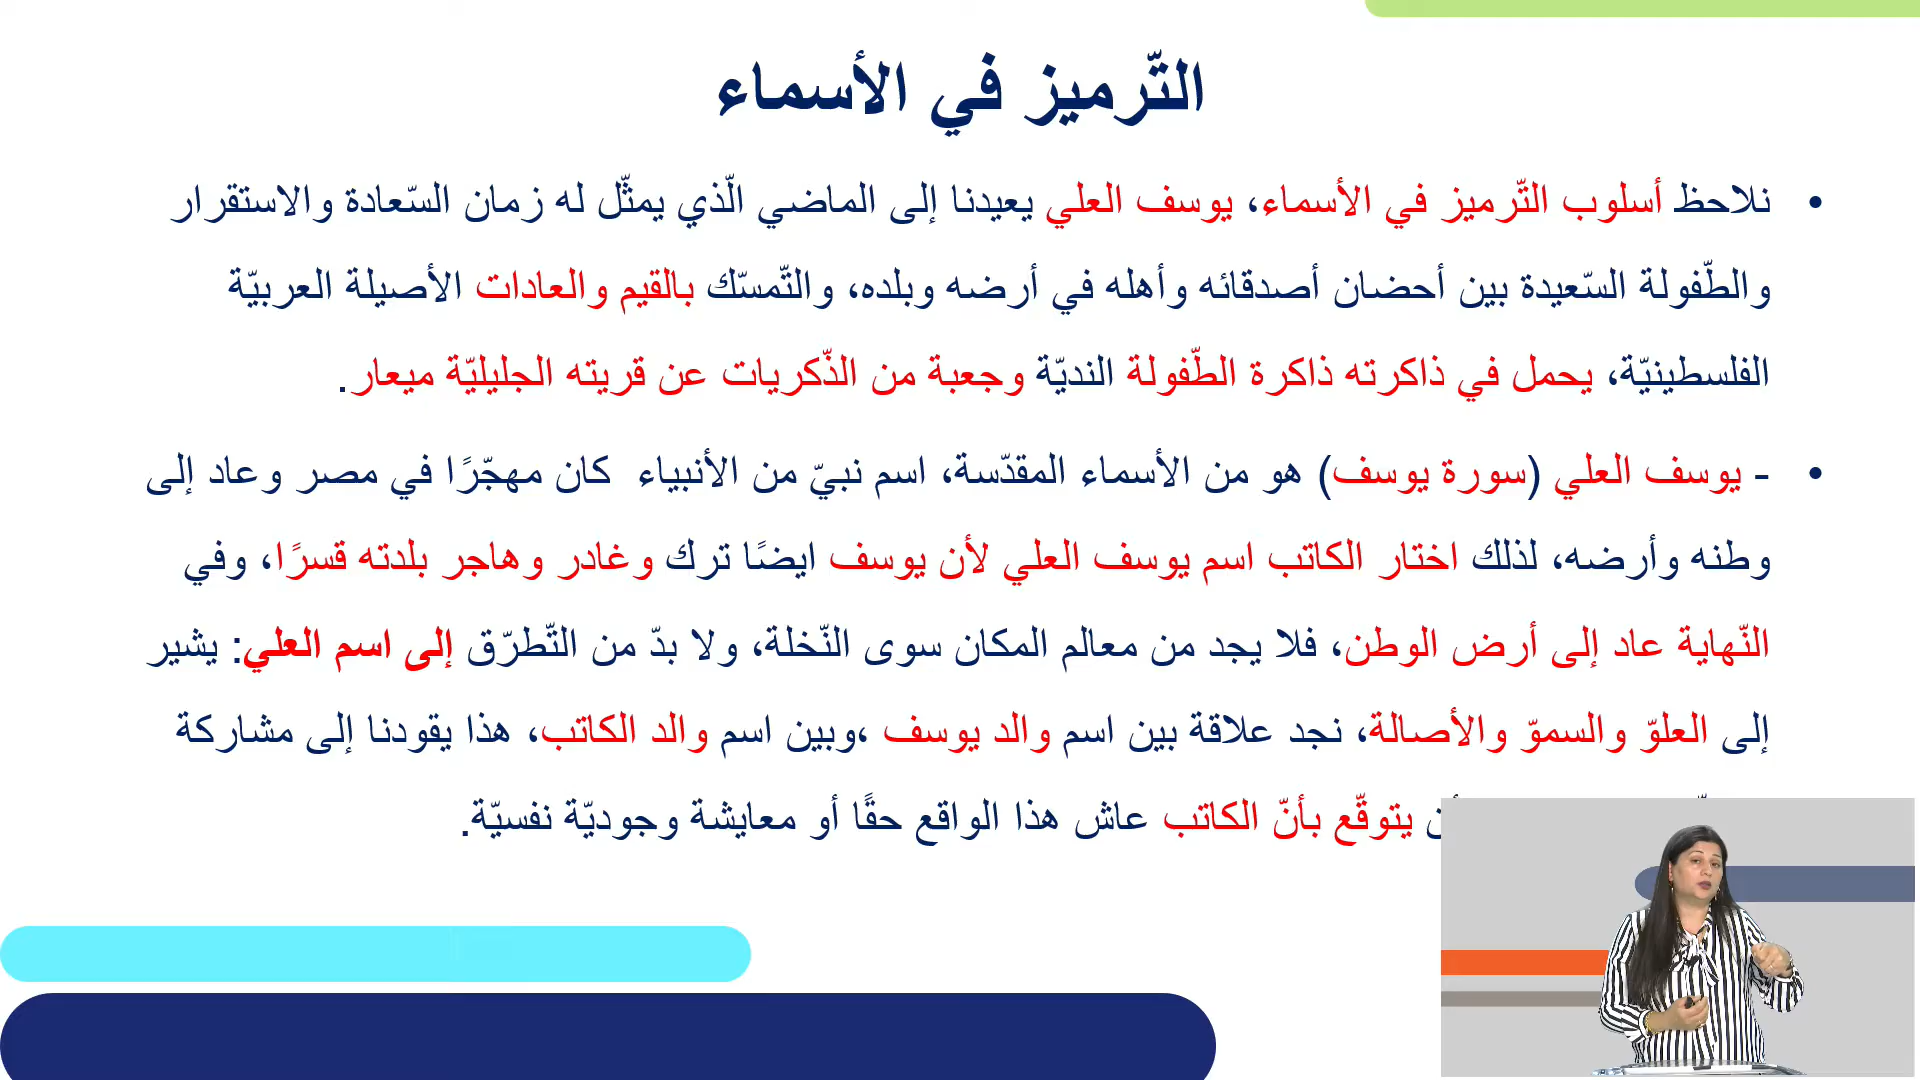 التّرميز في الأسماء
• نلاحظ أسلوب التّرميز في الأسماء، يوسف العلي يعيدنا إلى الماضي الّذي يمثّل له زمان السّعادة والاستقرار
والطّفولة السّعيدة بين أحضان أصدقائه وأهله في أرضه وبلده، والتّمسّك بالقيم والعادات الأصيلة العربيّة
الفلسطينيّة، يحمل في ذاكرته ذاكرة الطّفولة النديّة وجعبة من الذّكريات عن قريته الجليليّة ميعار.
• - يوسف العلي (سورة يوسف) هو من الأسماء المقدّسة، اسم نبيّ من الأنبياء كان مهجّرًا في مصر وعاد إلى
وطنه وأرضه، لذلك اختار الكاتب اسم يوسف العلي لأن يوسف ايضًا ترك وغادر وهاجر بلدته قسرًا، وفي
النّهاية عاد إلى أرض الوطن، فلا يجد من معالم المكان سوى النّخلة، ولا بدّ من التّطرّق إلى اسم العلي: يشير
إلى العلوّ والسموّ والأصالة، نجد علاقة بين اسم والد يوسف ،وبين اسم والد الكاتب، هذا يقودنا إلى مشاركة
يتوقّع بأنّ الكاتب عاش هذا الواقع حقًا أو معايشة وجوديّة نفسيّة.